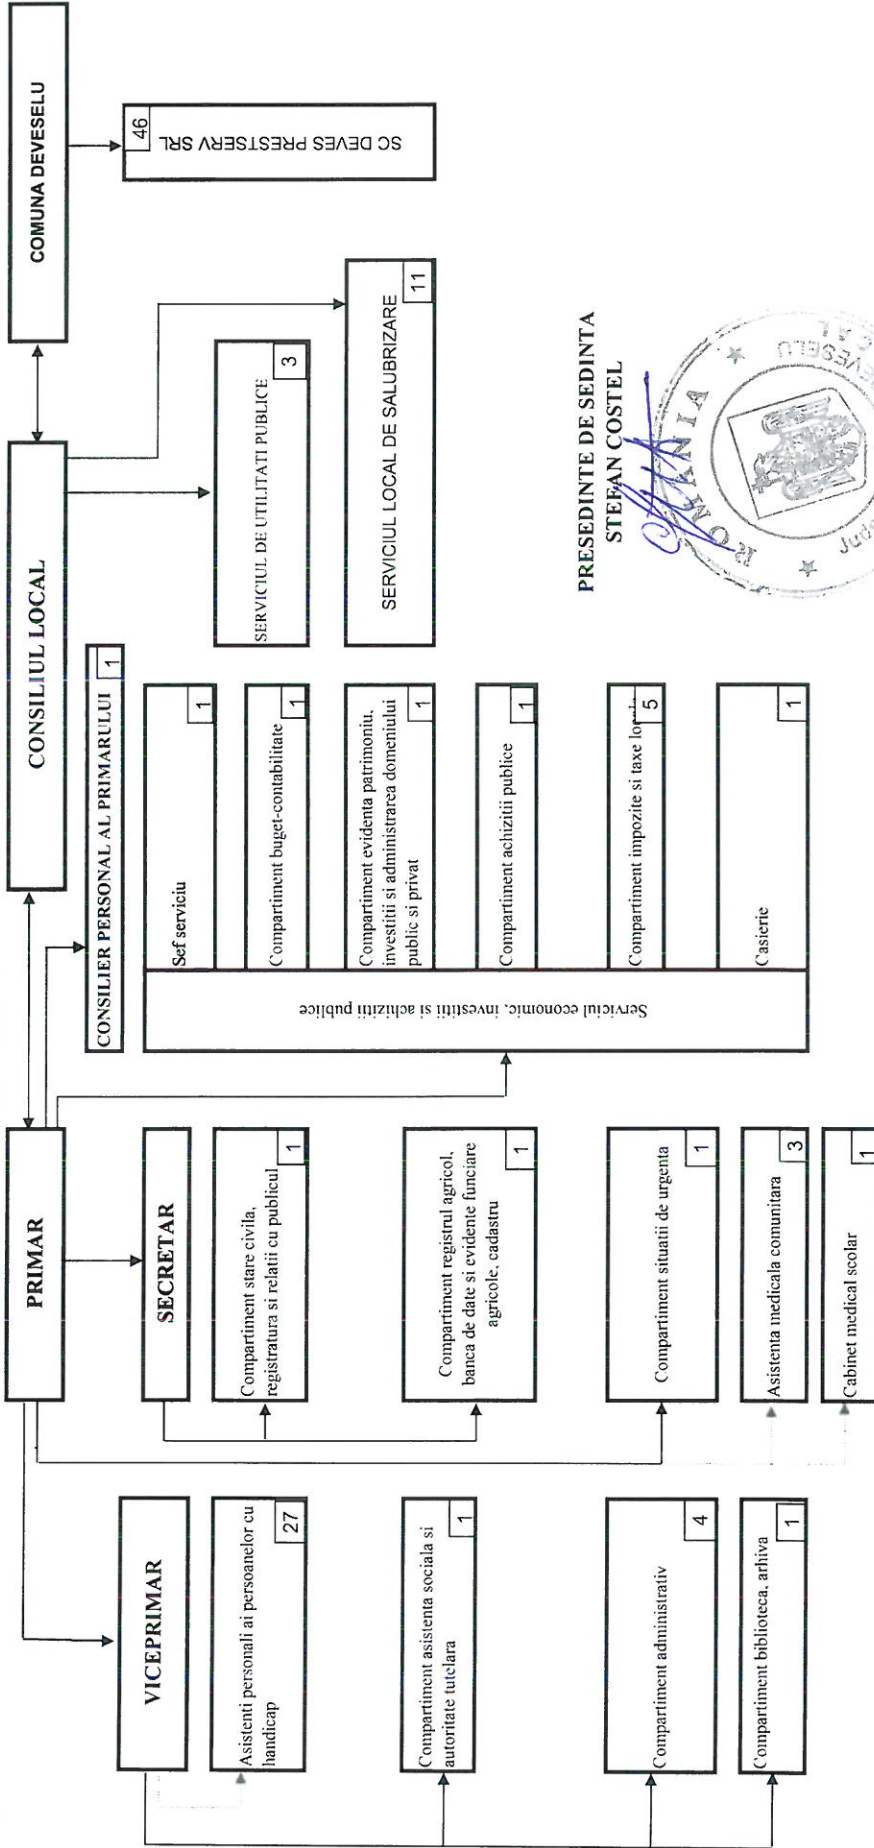 COMUNA DEVESELU
46
SC DEVES PRESTSERV SRL
CONSILIUL LOCAL
SERVICIUL DE UTILITATI PUBLICE
3
SERVICIUL LOCAL DE SALUBRIZARE
11
PRIMAR
CONSILIER PERSONAL AL PRIMARULUI
1
Serviciul economic, investitii si achizitii publice
Sef serviciu
1
Compartiment buget-contabilitate
1
Compartiment evidenta patrimoniu,
investitii si administrarea domeniului
public si privat
1
Compartiment achizitii publice
1
Compartiment impozite si taxe
5
Casierie
1
SECRETAR
Compartiment stare civila,
registratura si relatii cu publicul
1
Compartiment registrul agricol,
banca de date si evidente funciare
agricole, cadastru
1
Compartiment situatii de urgenta
1
Asistenta medicala comunitara
3
Cabinet medical scolar
1
VICEPRIMAR
Asistenti personali ai persoanelor cu
handicap
27
Compartiment asistenta sociala si
autoritate tutelara
1
Compartiment administrativ
4
Compartiment biblioteca, arhiva
1
PRESEDINTE DE SEDINTA
STEFAN COSTEL
ROMANIA
DEVESELU